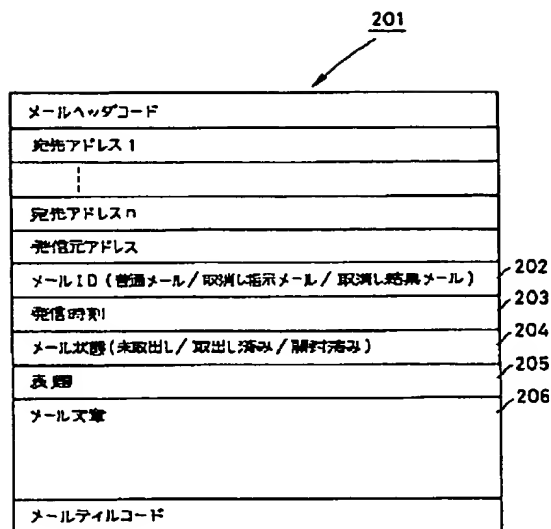 201
メールヘッダコード
宛先アドレス1
宛先アドレスn
発信元アドレス
メールID(普通メール/取消し指示メール/取消し結果メール)
202
発信時刻
203
メール状態(未取出し/取出し済み/開封済み)
204
表題
205
メール文章
206
メールテイルコード